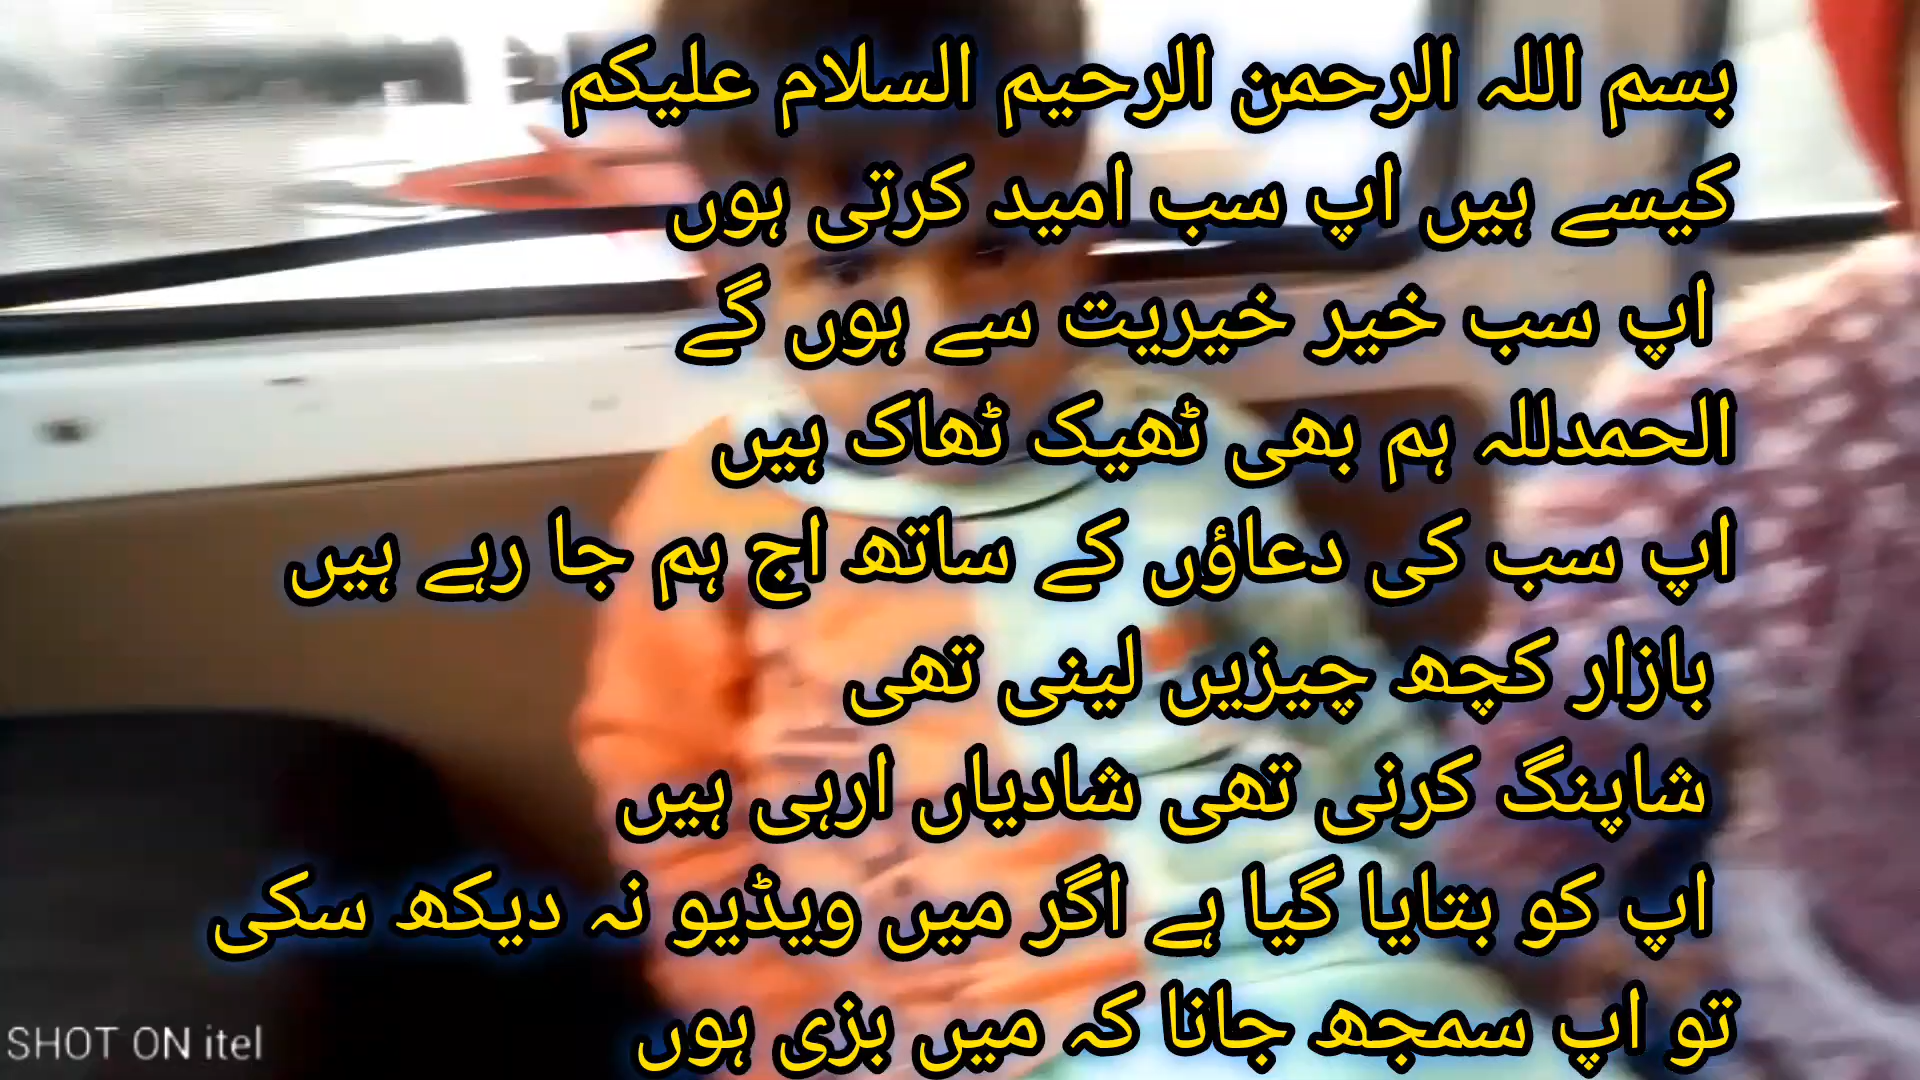 بسم اللہ الرحمن الرحیم السلام علیکم
کیسے ہیں اپ سب امید کرتی ہوں
اپ سب خیر خیریت سے ہوں گے
الحمدللہ ہم بھی ٹھیک ٹھاک ہیں
اپ سب کی دعاؤں کے ساتھ اج ہم جا رہے ہیں
بازار کچھ چیزیں لینی تھی
شاپنگ کرنی تھی شادیاں ارہی ہیں
اپ کو بتایا گیا ہے اگر میں ویڈیو نہ دیکھ سکی
تو اپ سمجھ جانا کہ میں بزی ہوں
SHOT ON itel